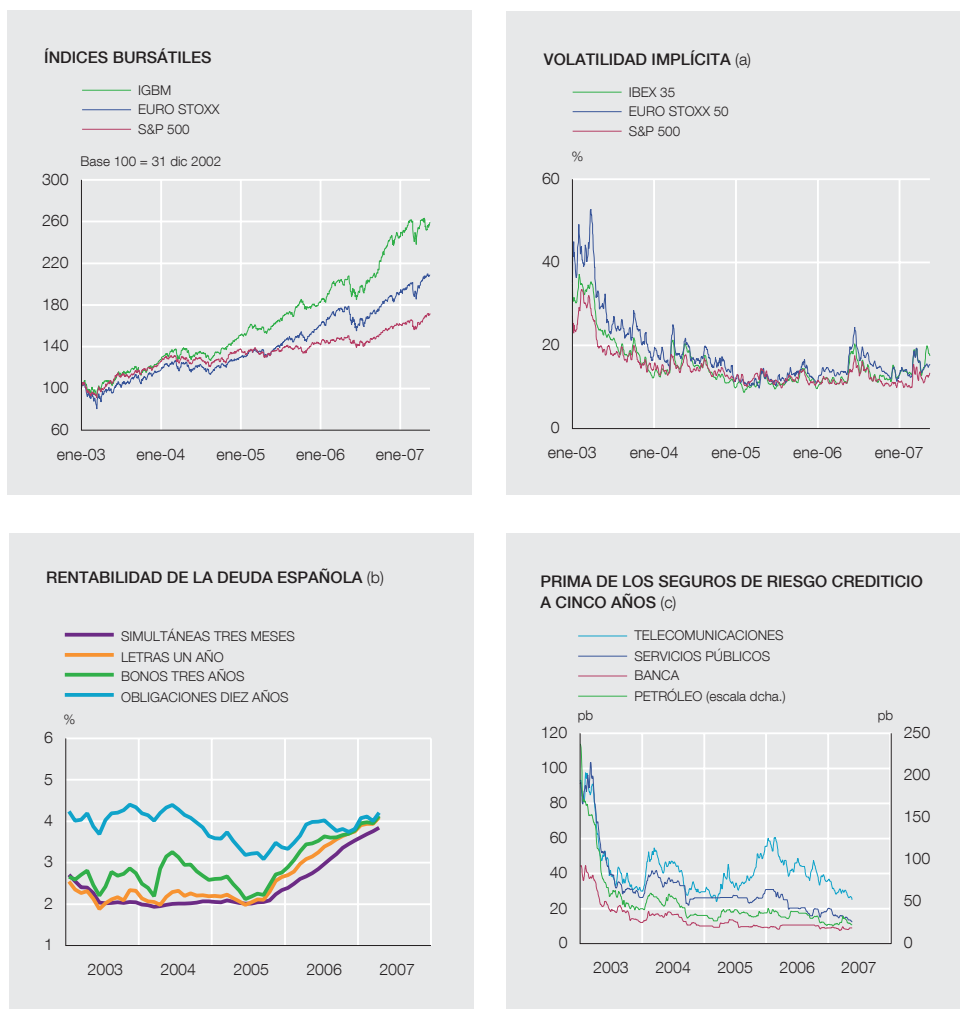 ÍNDICES BURSÁTILES
IGBM
EURO STOXX
S&P 500
Base 100 = 31 dic 2002
300
260
220
180
140
100
60
ene-03 ene-04 ene-05 ene-06 ene-07
VOLATILIDAD IMPLÍCITA (a)
IBEX 35
EURO STOXX 50
S&P 500
%
60
40
20
0
ene-03 ene-04 ene-05 ene-06 ene-07
RENTABILIDAD DE LA DEUDA ESPAÑOLA (b)
SIMULTÁNEAS TRES MESES
LETRAS UN AÑO
BONOS TRES AÑOS
OBLIGACIONES DIEZ AÑOS
%
6
5
4
3
2
1
2003 2004 2005 2006 2007
PRIMA DE LOS SEGUROS DE RIESGO CREDITICIO
A CINCO AÑOS (c)
TELECOMUNICACIONES
SERVICIOS PÚBLICOS
BANCA
PETRÓLEO (escala dcha.)
pb pb
120 250
100
200
80
150
60
100
40
50
20
0 0
2003 2004 2005 2006 2007